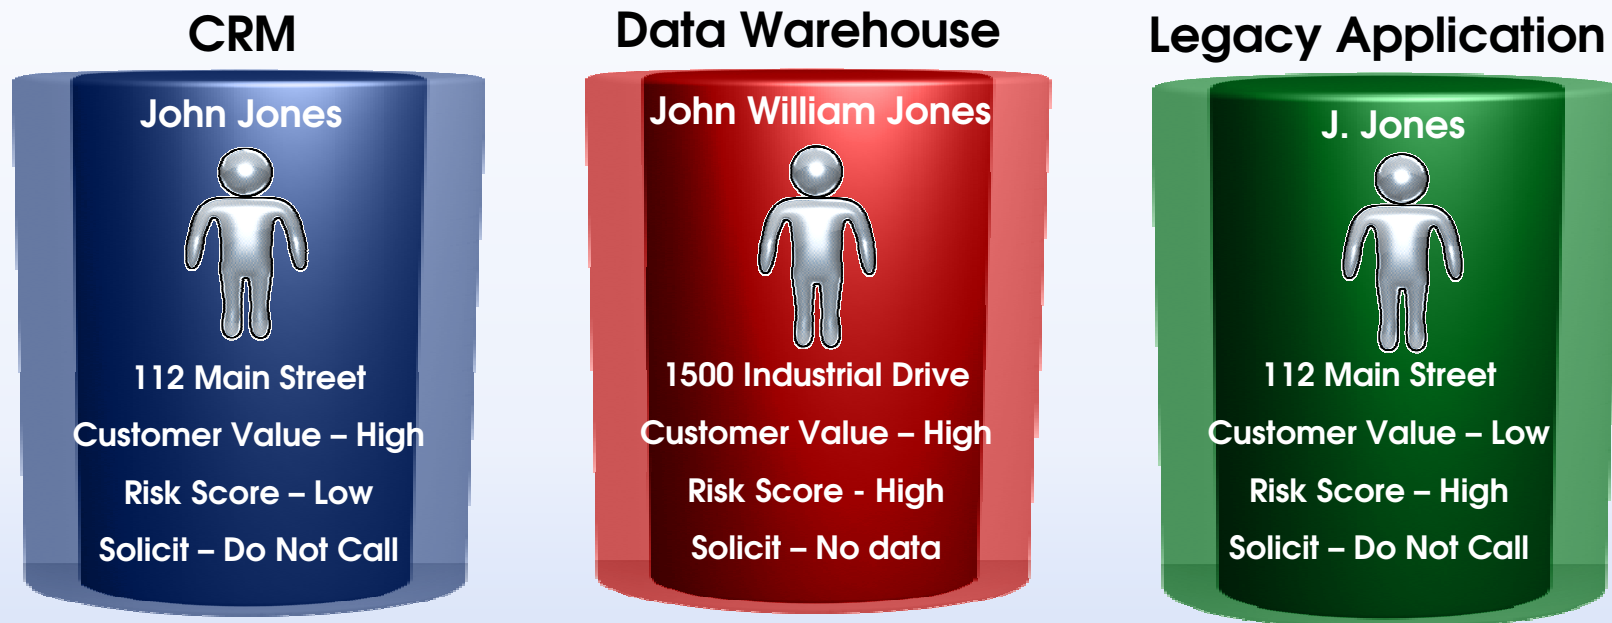 CRM
John Jones
112 Main Street
Customer Value – High
Risk Score – Low
Solicit – Do Not Call
Data Warehouse
John William Jones
1500 Industrial Drive
Customer Value – High
Risk Score - High
Solicit – No data
Legacy Application
J. Jones
112 Main Street
Customer Value – Low
Risk Score – High
Solicit – Do Not Call